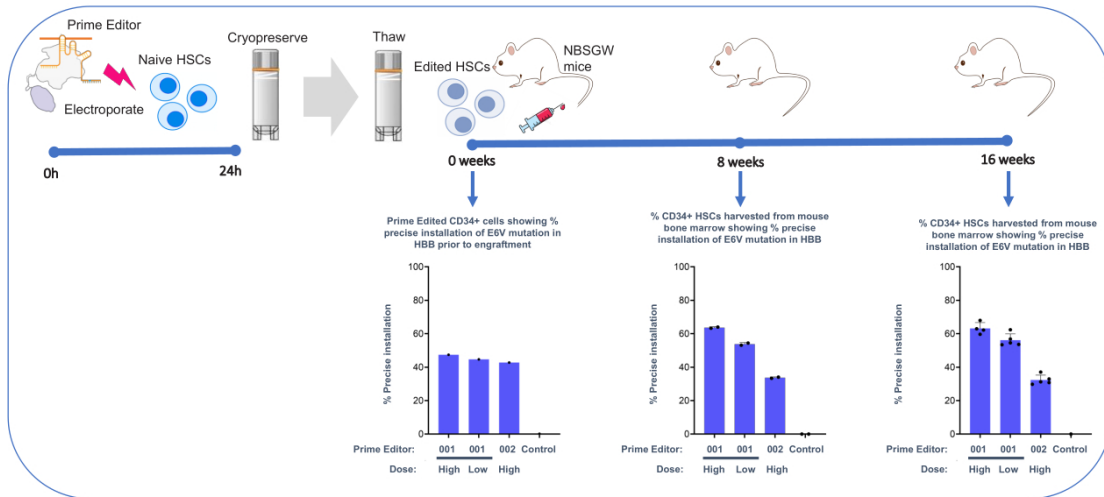 Prime Editor
Electroporate
Naive HSCs
Cryopreserve
Thaw
Edited HSCs
NBSGW
mice
0h
24h
0 weeks
8 weeks
16 weeks
Prime Edited CD34+ cells showing %
precise installation of E6V mutation in
HBB prior to engraftment
% Precise installation
100
80
60
40
20
0
Prime Editor: 001 001 002 Control
Dose: High Low High
% CD34+ HSCs harvested from mouse
bone marrow showing % precise
installation of E6V mutation in HBB
% Precise installation
100
80
60
40
20
0
Prime Editor: 001 001 002 Control
Dose: High Low High
% CD34+ HSCs harvested from mouse
bone marrow showing % precise
installation of E6V mutation in HBB
% Precise installation
100
80
60
40
20
0
Prime Editor: 001 001 002 Control
Dose: High Low High